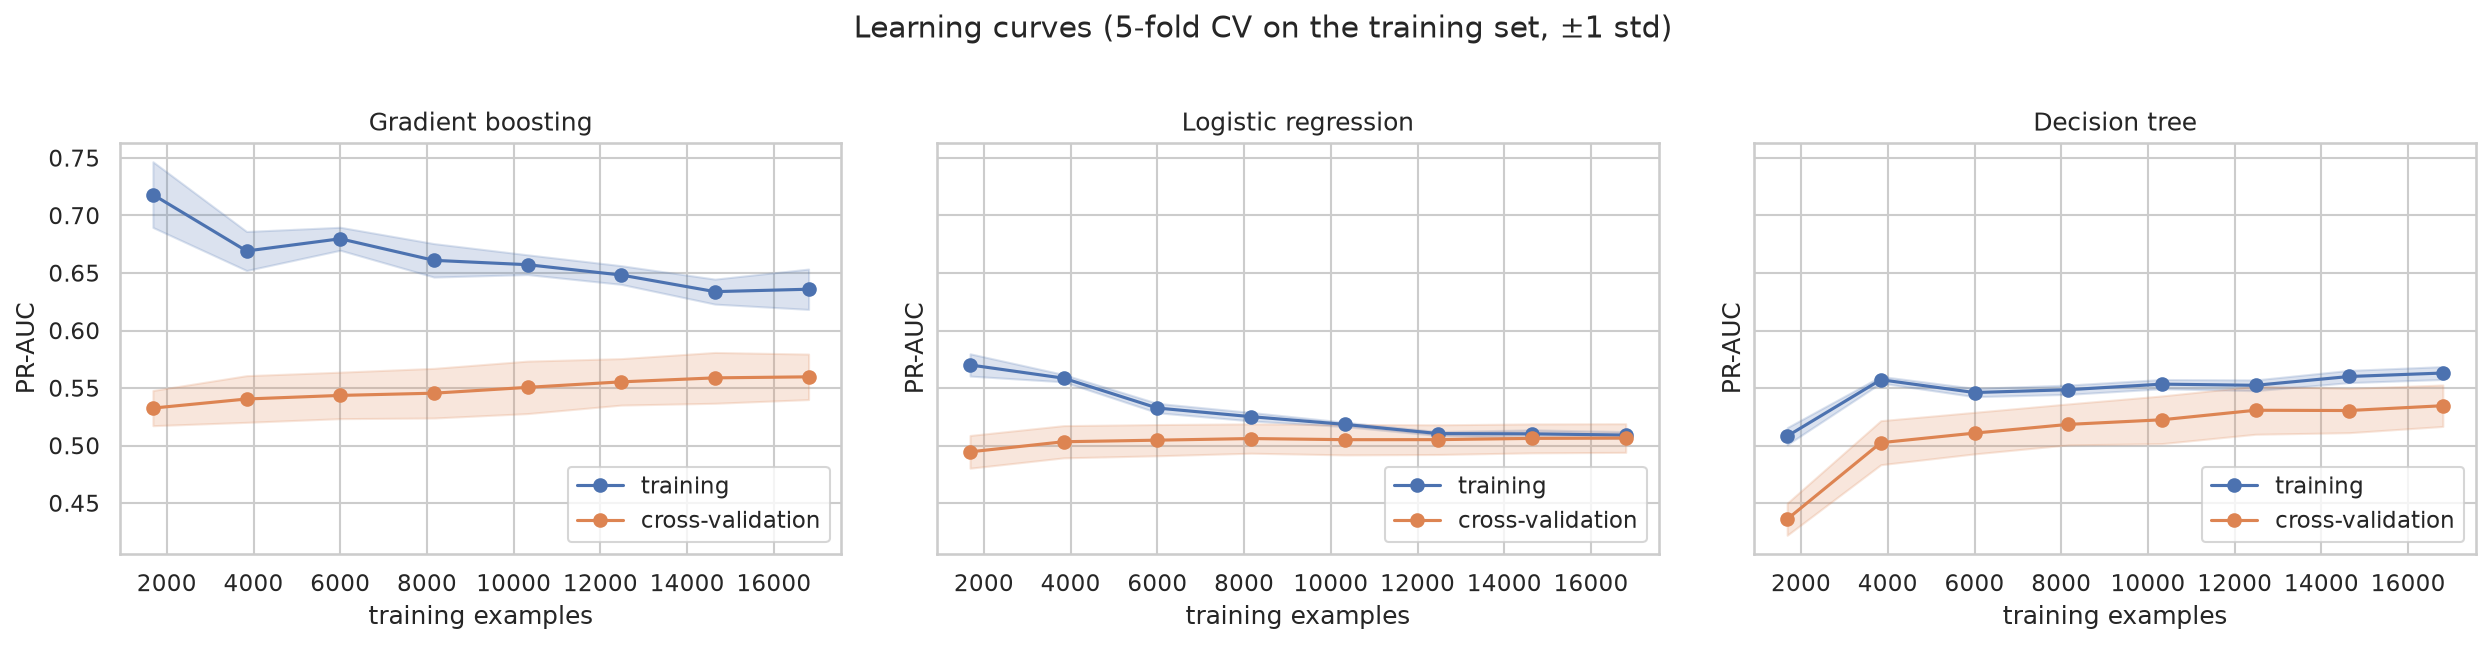 Learning curves (5-fold CV on the training set, ±1 std)
Gradient boosting
PR-AUC
0.75
0.70
0.65
0.60
0.55
0.50
0.45
training
cross-validation
2000 4000 6000 8000 10000 12000 14000 16000
training examples
Logistic regression
PR-AUC
training
cross-validation
2000 4000 6000 8000 10000 12000 14000 16000
training examples
Decision tree
PR-AUC
training
cross-validation
2000 4000 6000 8000 10000 12000 14000 16000
training examples